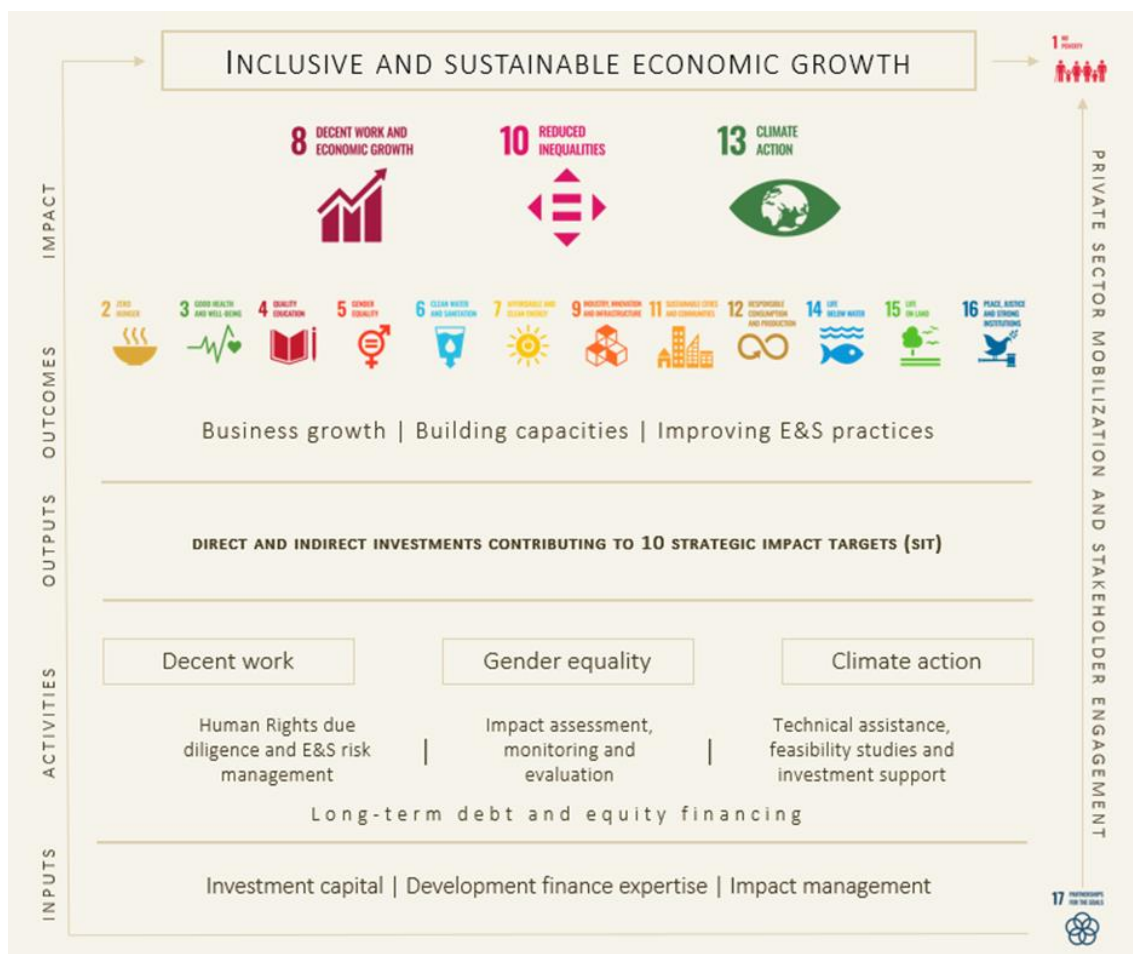 INCLUSIVE AND SUSTAINABLE ECONOMIC GROWTH
1 NO
POVERTY
8 DECENT WORK AND
ECONOMIC GROWTH
10 REDUCED
INEQUALITIES
13 CLIMATE
ACTION
IMPACT
2 ZERO
HUNGER
3 GOOD HEALTH
AND WELL-BEING
4 QUALITY
EDUCATION
5 GENDER
EQUALITY
6 CLEAN WATER
AND SANITATION
7 AFFORDABLE AND
CLEAN ENERGY
9 INDUSTRY, INNOVATION
AND INFRASTRUCTURE
11 SUSTAINABLE CITIES
AND COMMUNITIES
12 RESPONSIBLE
CONSUMPTION
AND PRODUCTION
14 LIFE
BELOW WATER
15 LIFE
ON LAND
16 PEACE, JUSTICE
AND STRONG
INSTITUTIONS
OUTCOMES
Business growth | Building capacities | Improving E&S practices
OUTPUTS
DIRECT AND INDIRECT INVESTMENTS CONTRIBUTING TO 10 STRATEGIC IMPACT TARGETS (SIT)
ACTIVITIES
Decent work
Gender equality
Climate action
Human Rights due
diligence and E&S risk
management
|
Impact assessment,
monitoring and
evaluation
|
Technical assistance,
feasibility studies and
investment support
Long-term debt and equity financing
INPUTS
Investment capital | Development finance expertise | Impact management
PRIVATE SECTOR MOBILIZATION AND STAKEHOLDER ENGAGEMENT
17 PARTNERSHIPS
FOR THE GOALS